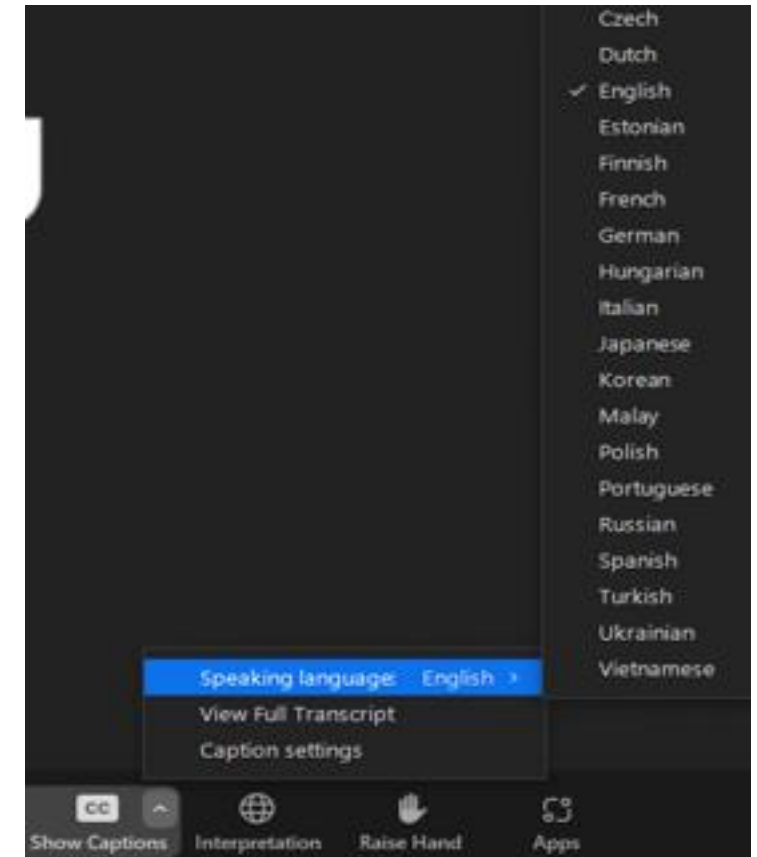 Czech
Dutch
✓ English
Estonian
Finnish
French
German
Hungarian
Italian
Japanese
Korean
Malay
Polish
Portuguese
Russian
Spanish
Turkish
Ukrainian
Vietnamese
Speaking language: English >
View Full Transcript
Caption settings
CC
Show Captions Interpretation Raise Hand Apps